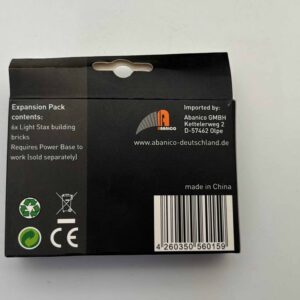 Expansion Pack
contents:
6x Light Stax building
bricks
Requires Power Base to
work (sold separately)
ABANICO
Imported by:
Abanico GMBH
Kettelerweg 2
D-57462 Olpe
www.abanico-deutschland.de
made in China
CE
4 260350 560159